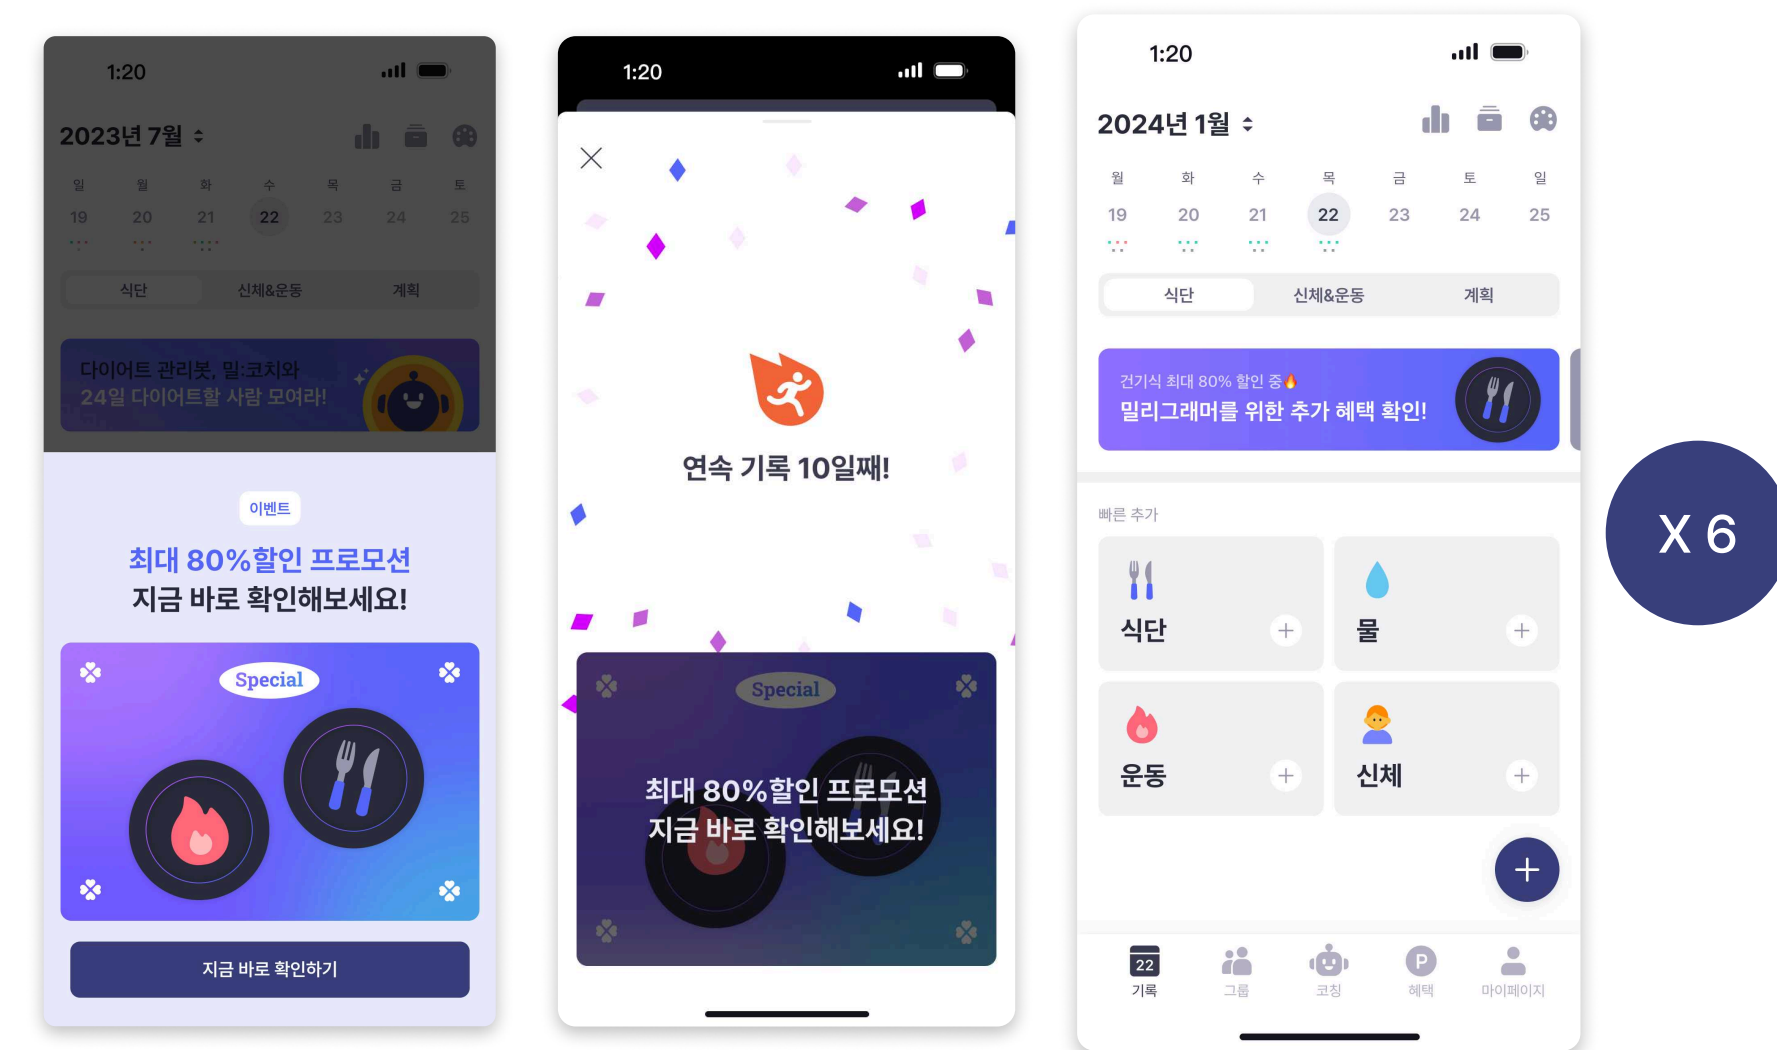 1:20
2023년 7월
일 월 화 수 목 금 토
19 20 21 22 23 24 25
식단 신체&운동 계획
다이어트 관리봇, 밀:코치와
24일 다이어트할 사람 모여라!
이벤트
최대 80%할인 프로모션
지금 바로 확인해보세요!
Special
지금 바로 확인하기
1:20
연속 기록 10일째!
Special
최대 80%할인 프로모션
지금 바로 확인해보세요!
1:20
2024년 1월
월 화 수 목 금 토 일
19 20 21 22 23 24 25
식단 신체&운동 계획
건기식 최대 80% 할인 중🔥
밀리그래머를 위한 추가 혜택 확인!
빠른 추가
식단
물
운동
신체
22
P
기록 그룹 코칭 혜택 마이페이지
X 6